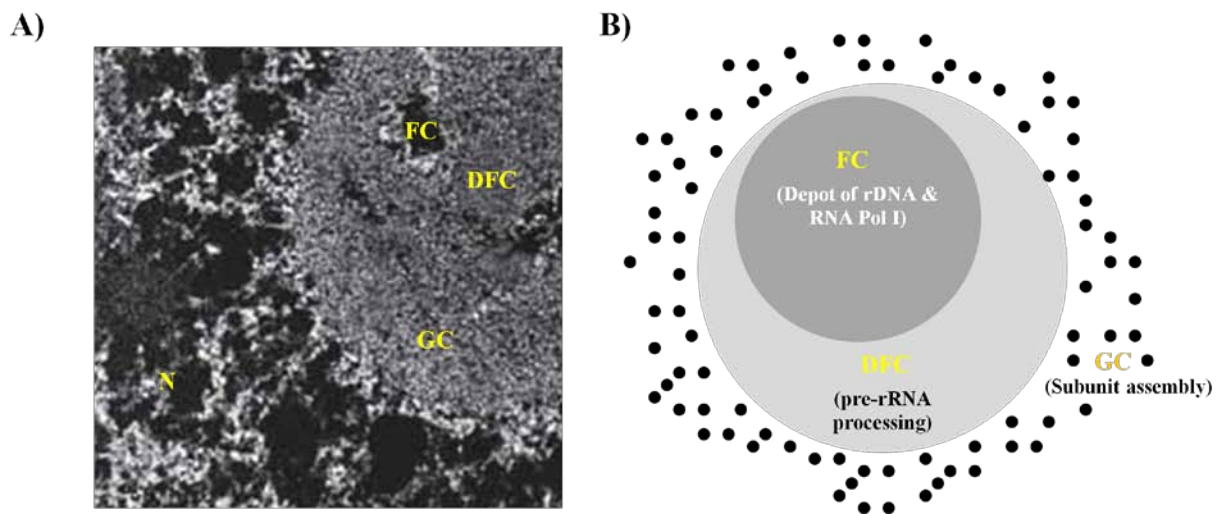 A)
FC
DFC
GC
N
B)
FC
(Depot of rDNA &
RNA Pol I)
DFC
(pre-rRNA
processing)
GC
(Subunit assembly)